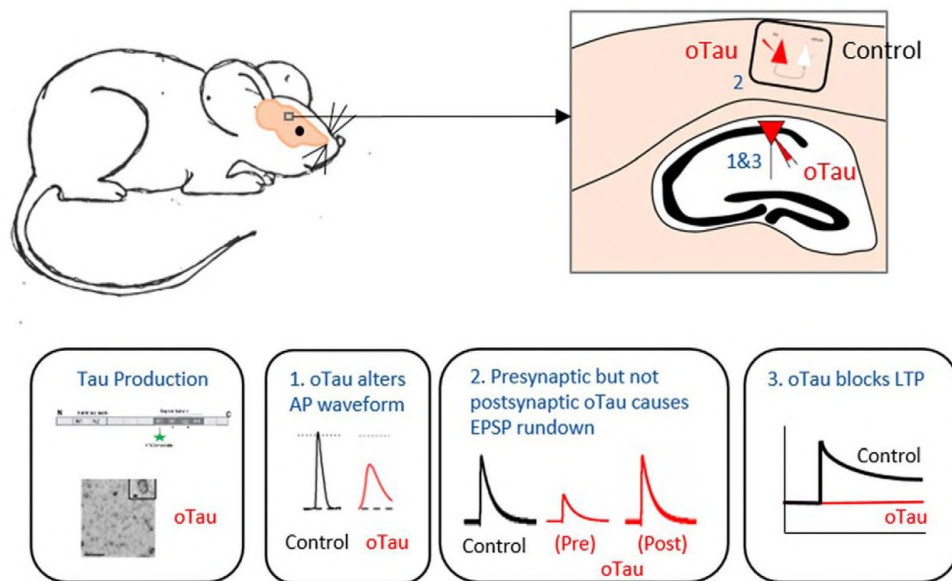 oTau
Control
2
1&3
oTau
Tau Production
N
C
oTau
1. oTau alters
AP waveform
Control
oTau
2. Presynaptic but not
postsynaptic oTau causes
EPSP rundown
Control
(Pre)
(Post)
oTau
3. oTau blocks LTP
Control
oTau